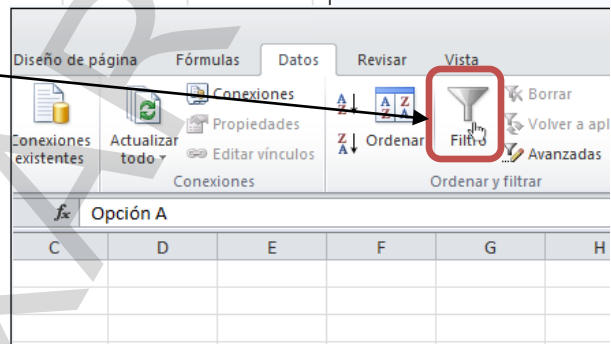 Diseño de página Fórmulas Datos Revisar Vista
Conexiones existentes
Actualizar todo
Conexiones
Propiedades
Editar vínculos
Conexiones
A Z
Z A
A Z Z A
Ordenar
Filtro
Borrar
Volver a apl
Avanzadas
Ordenar y filtrar
fx Opción A
C D E F G H